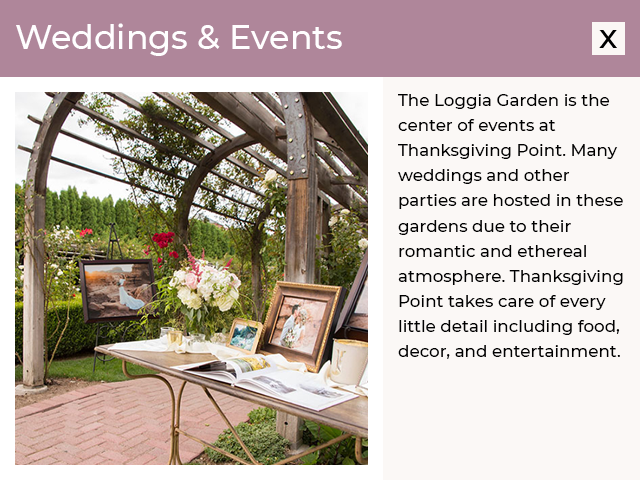 Weddings & Events
X
The Loggia Garden is the
center of events at
Thanksgiving Point. Many
weddings and other
parties are hosted in these
gardens due to their
romantic and ethereal
atmosphere. Thanksgiving
Point takes care of every
little detail including food,
decor, and entertainment.